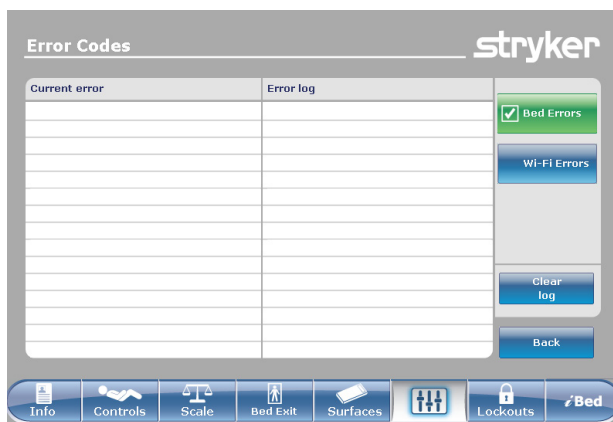 Error Codes
stryker
Current error
Error log
Bed Errors
Wi-Fi Errors
Clear
log
Back
Info
Controls
Scale
Bed Exit
Surfaces
Lockouts
iBed